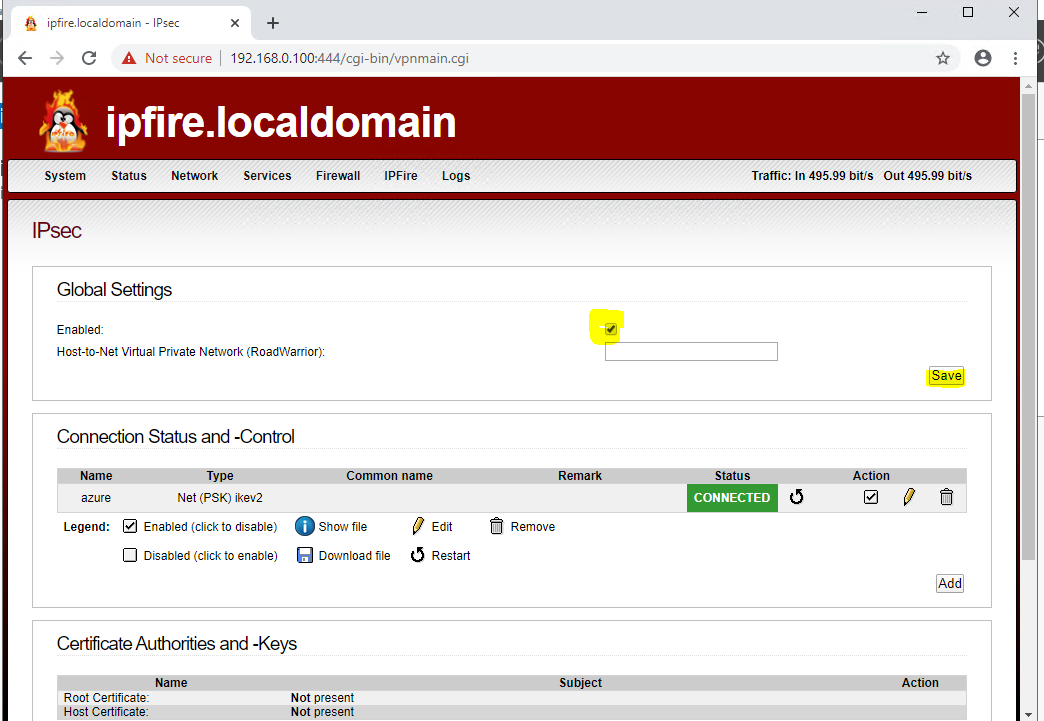 ipfire.localdomain - IPsec
Not secure 192.168.0.100:444/cgi-bin/vpnmain.cgi
ipfire.localdomain
System Status Network Services Firewall IPFire Logs Traffic: In 495.99 bit/s Out 495.99 bit/s
IPsec
Global Settings
Enabled:
Host-to-Net Virtual Private Network (RoadWarrior):
Save
Connection Status and -Control
Name Type Common name Remark Status Action
azure Net (PSK) ikev2 CONNECTED
Legend: Enabled (click to disable) Show file Edit Remove
Disabled (click to enable) Download file Restart
Add
Certificate Authorities and -Keys
Name Subject Action
Root Certificate: Not present
Host Certificate: Not present